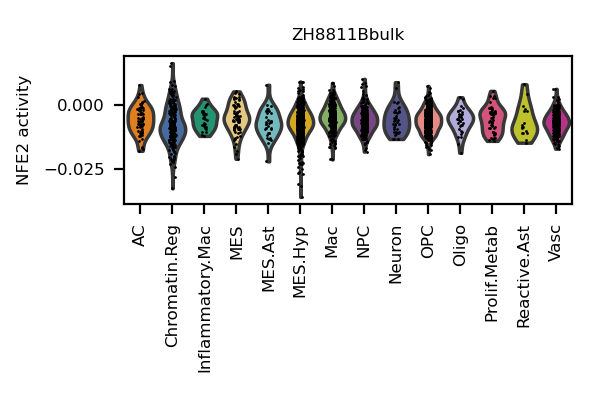 ZH8811Bbulk
NFE2 activity
0.000
−0.025
AC
Chromatin.Reg
Inflammatory.Mac
MES
MES.Ast
MES.Hyp
Mac
NPC
Neuron
OPC
Oligo
Prolif.Metab
Reactive.Ast
Vasc